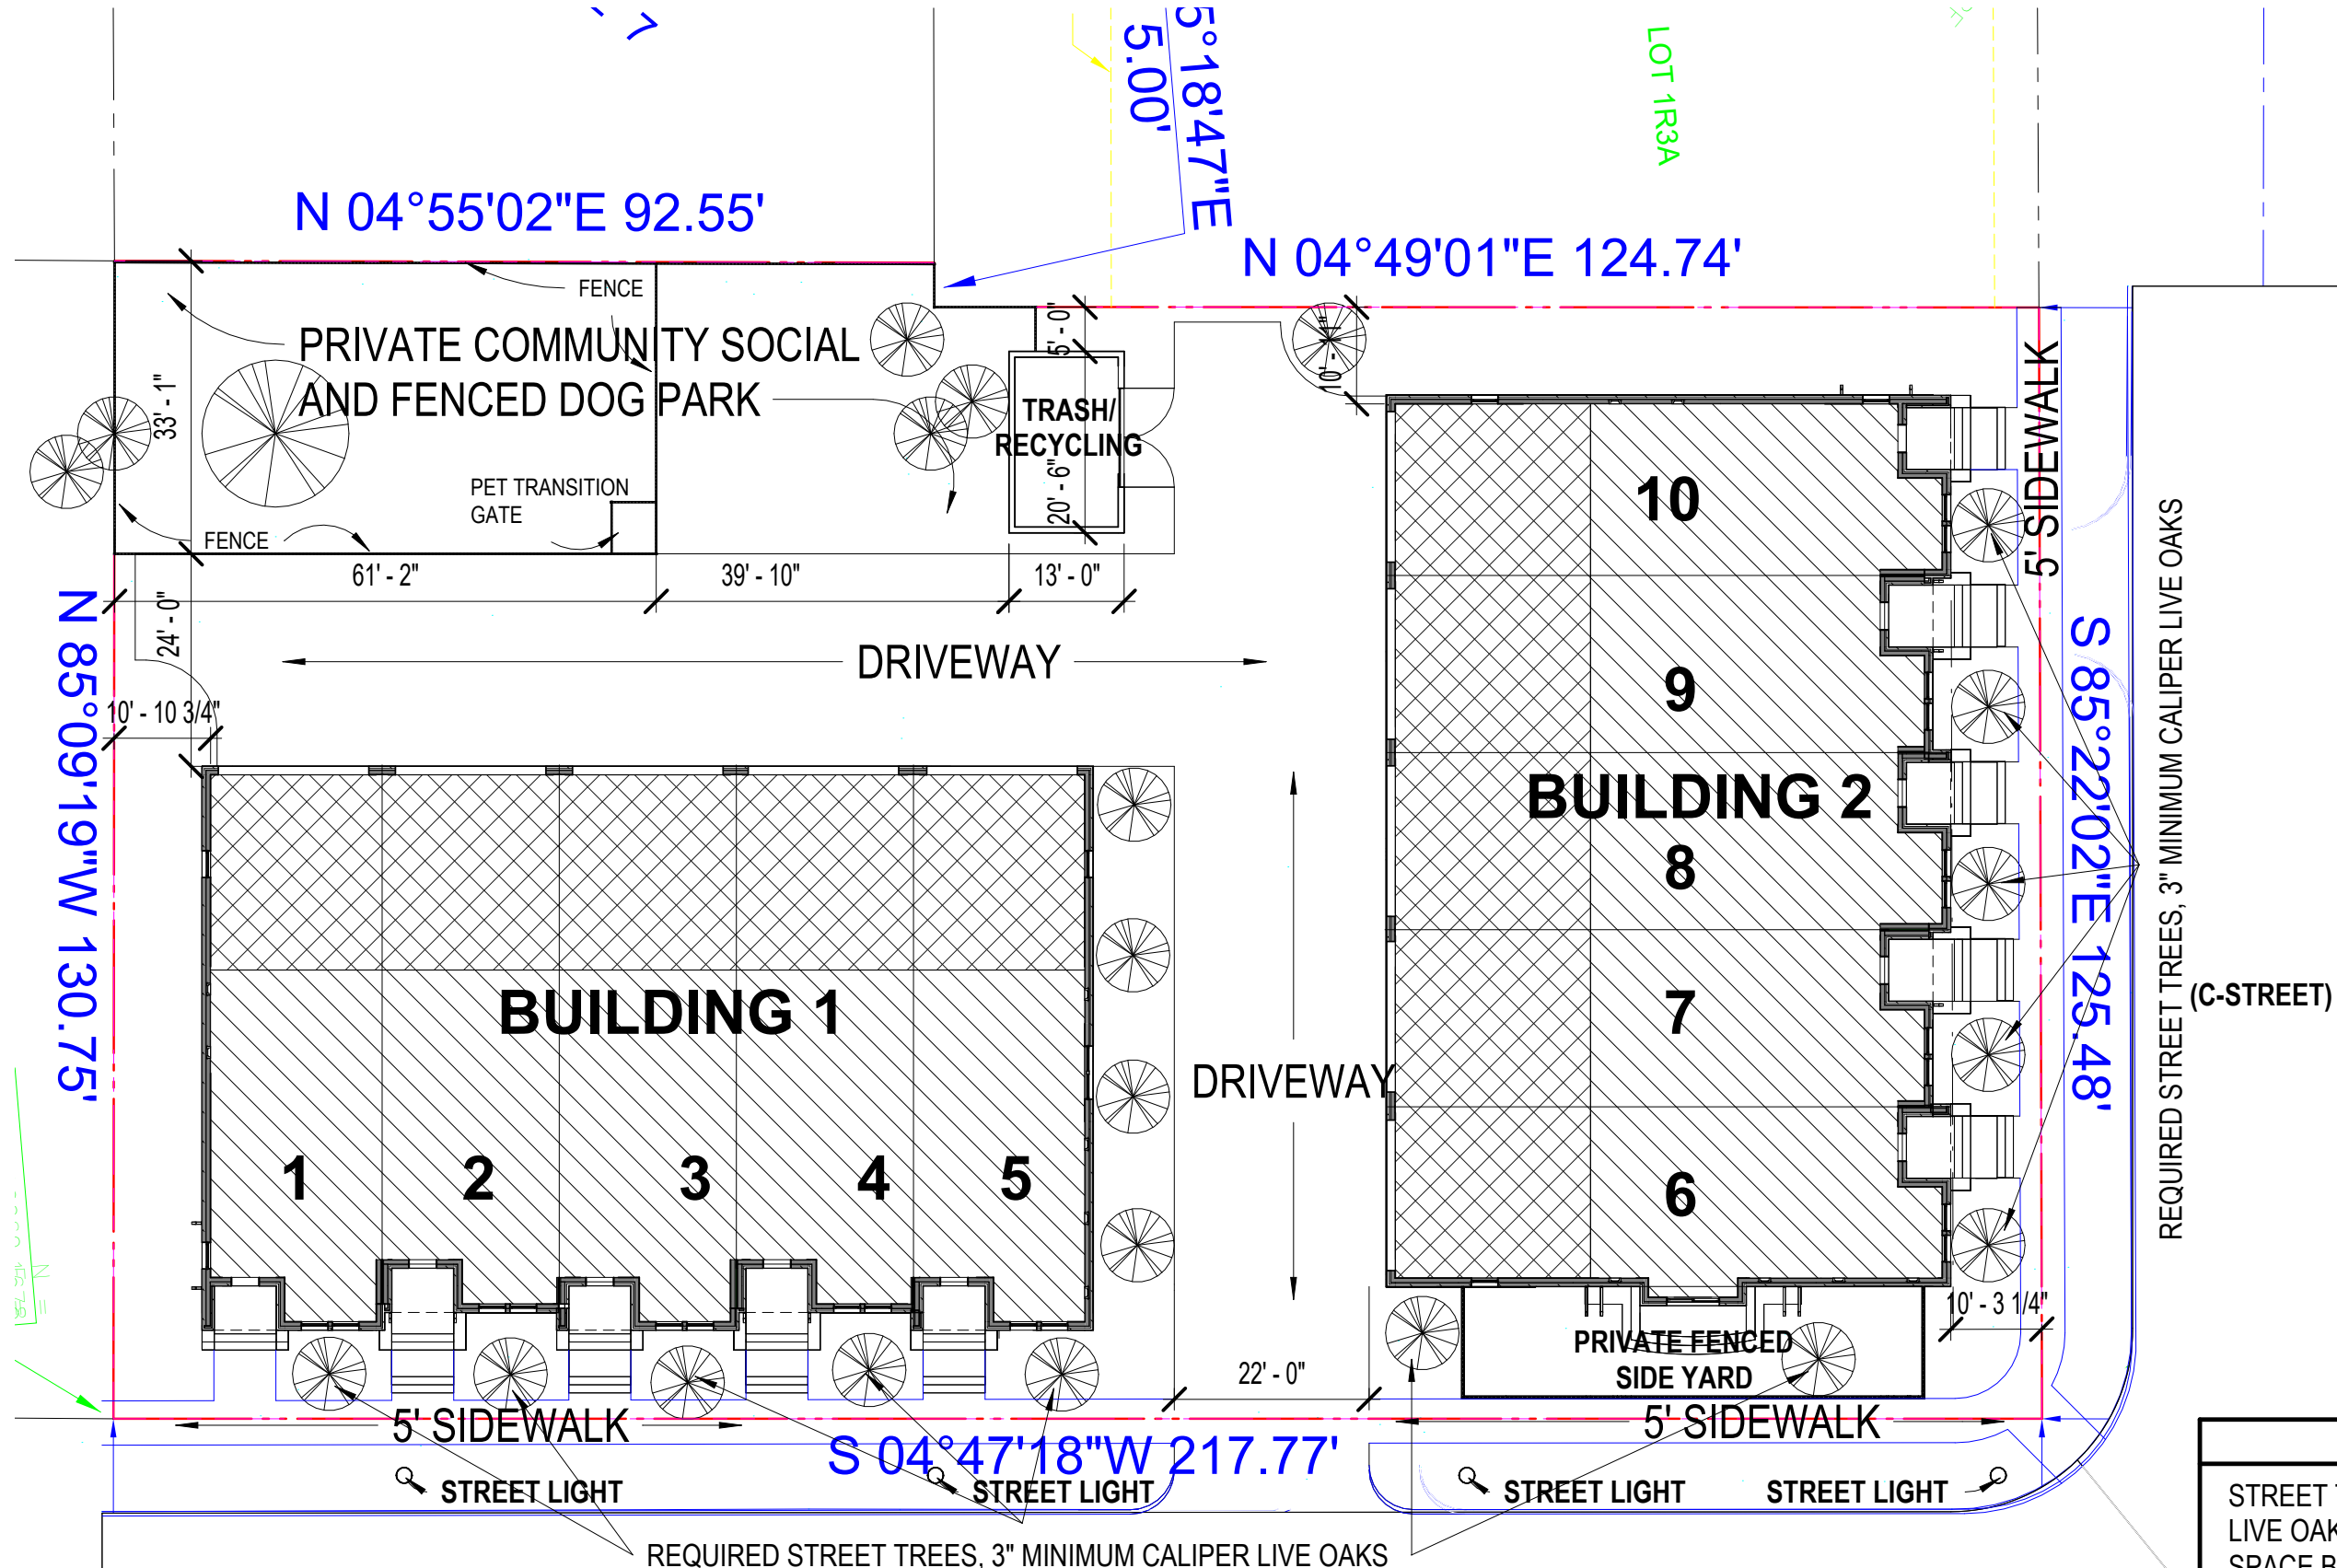 7
5°18'47"E
5.00'
LOT 1R3A
N 04°55'02"E 92.55'
N 04°49'01"E 124.74'
FENCE
PRIVATE COMMUNITY SOCIAL
AND FENCED DOG PARK
33' - 1"
5' - 0"
10' - 1"
TRASH/
RECYCLING
20' - 6"
PET TRANSITION
GATE
FENCE
61' - 2"
39' - 10"
13' - 0"
24' - 0"
10' - 10 3/4"
N 85°09'19"W 130.75'
DRIVEWAY
5' SIDEWALK
S 85°22'02"E 125.48'
REQUIRED STREET TREES, 3" MINIMUM CALIPER LIVE OAKS
(C-STREET)
10
9
BUILDING 2
8
7
6
BUILDING 1
DRIVEWAY
1
2
3
4
5
10' - 3 1/4"
PRIVATE FENCED
SIDE YARD
22' - 0"
5' SIDEWALK
5' SIDEWALK
S 04°47'18"W 217.77'
STREET LIGHT
STREET LIGHT
STREET LIGHT
STREET LIGHT
REQUIRED STREET TREES, 3" MINIMUM CALIPER LIVE OAKS
STREET
LIVE OAK
SPACE